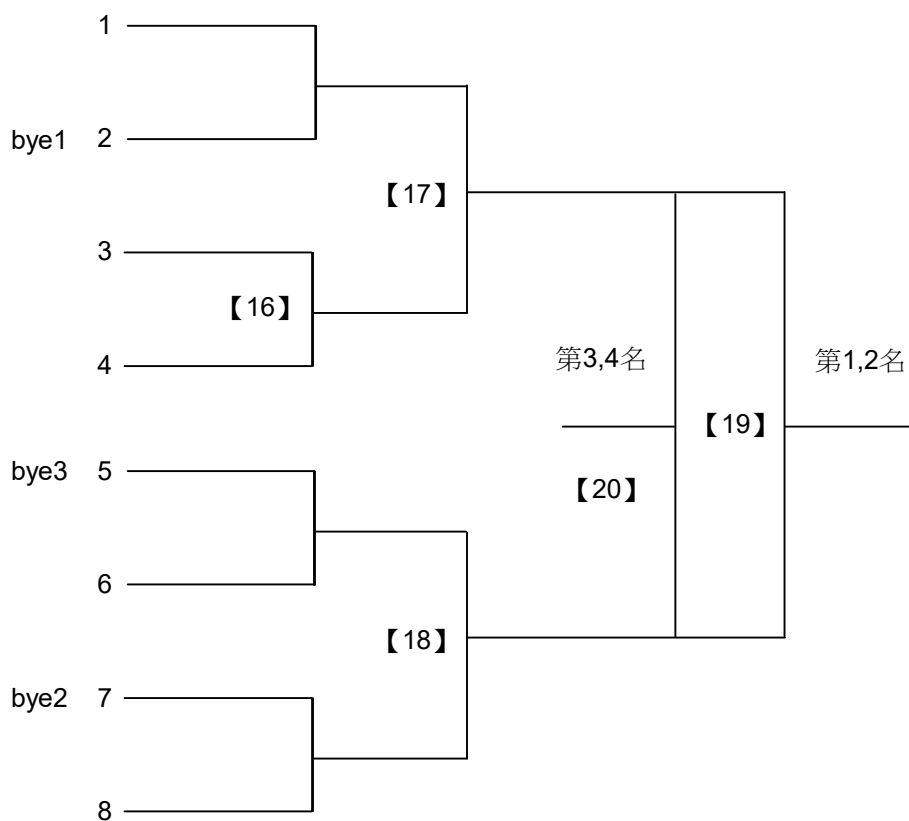 1
bye1 2
【17】
3
【16】
4
第3,4名
第1,2名
【19】
bye3 5
【20】
6
【18】
bye2 7
8